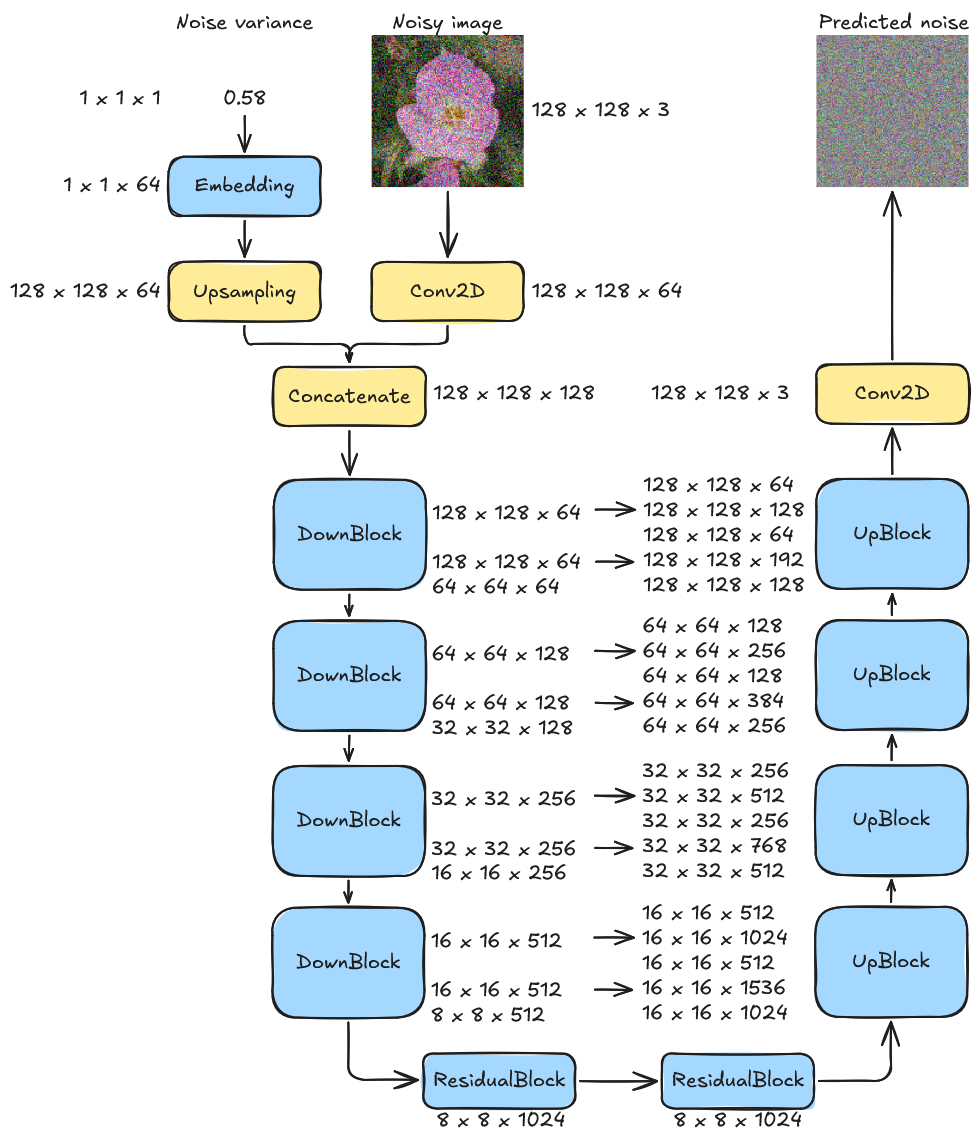 Noise variance
Noisy image
Predicted noise
1 x 1 x 1
0.58
128 x 128 x 3
1 x 1 x 64
Embedding
128 x 128 x 64
Upsampling
Conv2D
128 x 128 x 64
Concatenate
128 x 128 x 128
128 x 128 x 3
Conv2D
DownBlock
128 x 128 x 64
128 x 128 x 64
64 x 64 x 64
128 x 128 x 64
128 x 128 x 128
128 x 128 x 64
128 x 128 x 192
128 x 128 x 128
UpBlock
DownBlock
64 x 64 x 128
64 x 64 x 128
32 x 32 x 128
64 x 64 x 128
64 x 64 x 256
64 x 64 x 128
64 x 64 x 384
64 x 64 x 256
UpBlock
DownBlock
32 x 32 x 256
32 x 32 x 256
16 x 16 x 256
32 x 32 x 256
32 x 32 x 512
32 x 32 x 256
32 x 32 x 768
32 x 32 x 512
UpBlock
DownBlock
16 x 16 x 512
16 x 16 x 512
8 x 8 x 512
16 x 16 x 512
16 x 16 x 1024
16 x 16 x 512
16 x 16 x 1536
16 x 16 x 1024
UpBlock
ResidualBlock
8 x 8 x 1024
ResidualBlock
8 x 8 x 1024